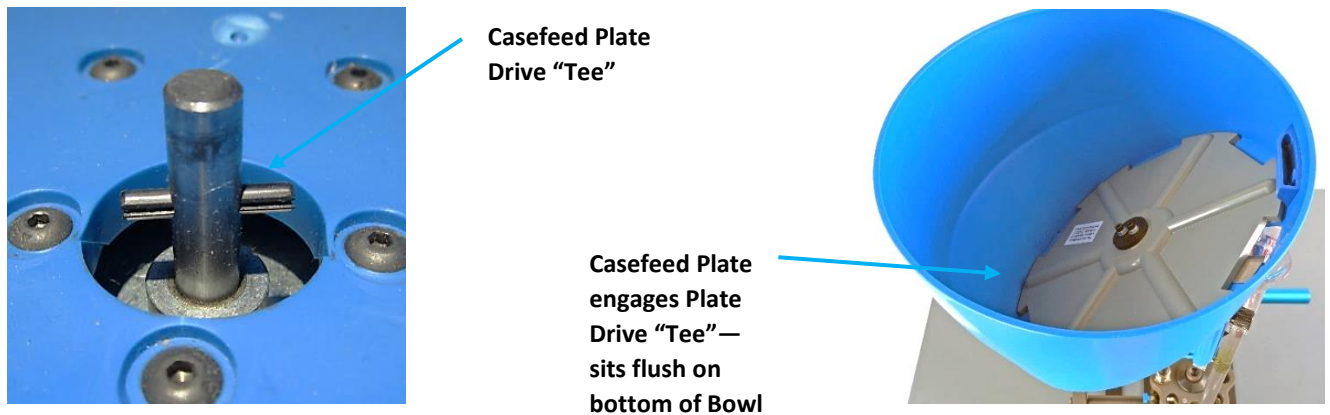 Casefeed Plate
Drive “Tee”
Casefeed Plate
engages Plate
Drive “Tee”—
sits flush on
bottom of Bowl